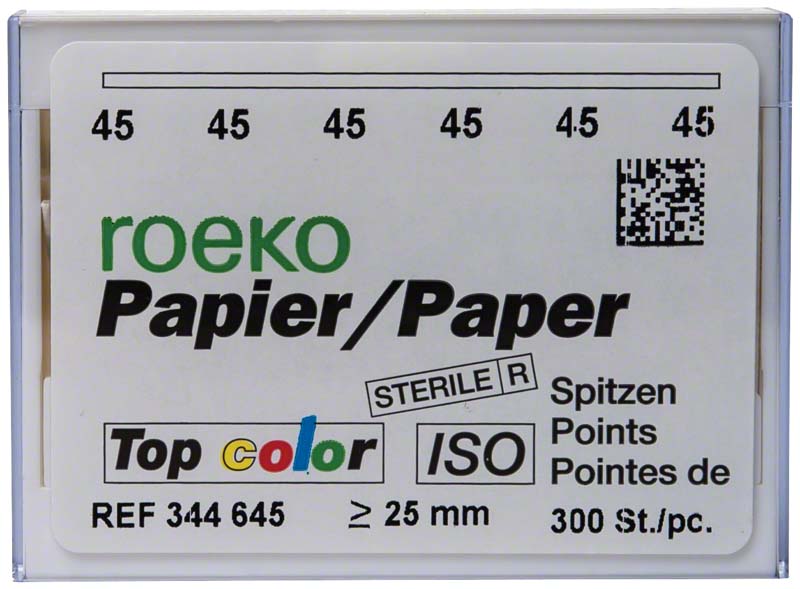 45 45 45 45 45 45
roeko
Papier/Paper
STERILE R
Spitzen
Top color ISO Points
Pointes de
REF 344 645 ≥ 25 mm 300 St./pc.